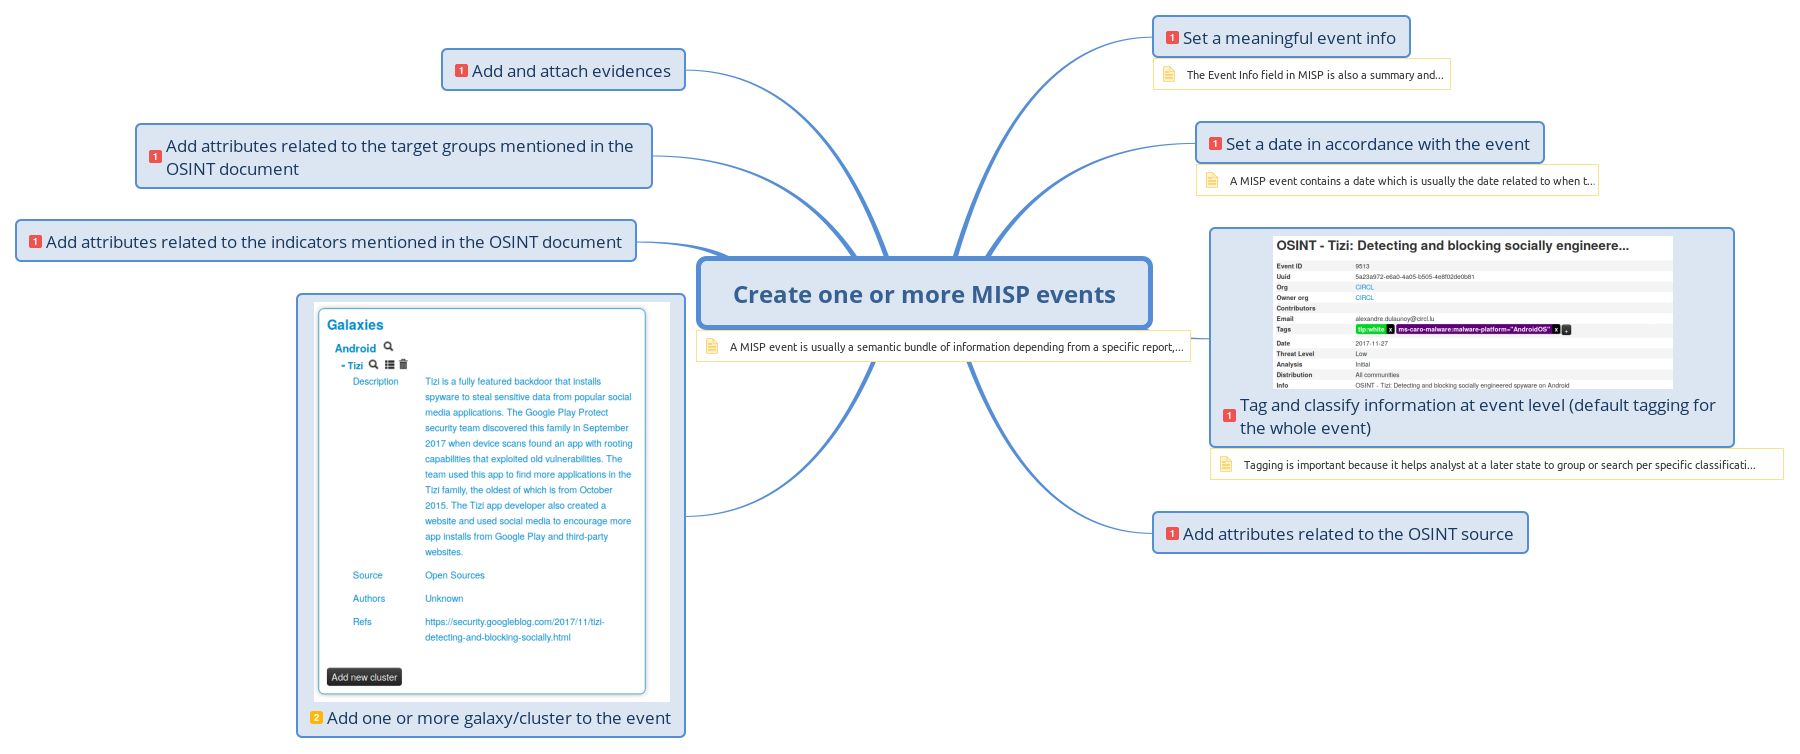 Set a meaningful event info
The Event Info field in MISP is also a summary and...
Add and attach evidences
Set a date in accordance with the event
A MISP event contains a date which is usually the date related to when t...
Add attributes related to the target groups mentioned in the
OSINT document
Add attributes related to the indicators mentioned in the OSINT document
Create one or more MISP events
A MISP event is usually a semantic bundle of information depending from a specific report,...
OSINT - Tizi: Detecting and blocking socially engineere...
Event ID 9513
Uuid 5a23a972-e6a0-4a05-b505-4e8f02de0b81
Org CIRCL
Owner org CIRCL
Contributors
Email alexandre.dulaunoy@circl.lu
Tags tlp:white x ms-caro-malware:malware-platform="AndroidOS" x +
Date 2017-11-27
Threat Level Low
Analysis Initial
Distribution All communities
Info OSINT - Tizi: Detecting and blocking socially engineered spyware on Android
1 Tag and classify information at event level (default tagging for
the whole event)
Tagging is important because it helps analyst at a later state to group or search per specific classificati...
1 Add attributes related to the OSINT source
Galaxies
Android
- Tizi
Description Tizi is a fully featured backdoor that installs
spyware to steal sensitive data from popular social
media applications. The Google Play Protect
security team discovered this family in September
2017 when device scans found an app with rooting
capabilities that exploited old vulnerabilities. The
team used this app to find more applications in the
Tizi family, the oldest of which is from October
2015. The Tizi app developer also created a
website and used social media to encourage more
app installs from Google Play and third-party
websites.
Source Open Sources
Authors Unknown
Refs https://security.googleblog.com/2017/11/tizi-
detecting-and-blocking-socially.html
Add new cluster
2 Add one or more galaxy/cluster to the event